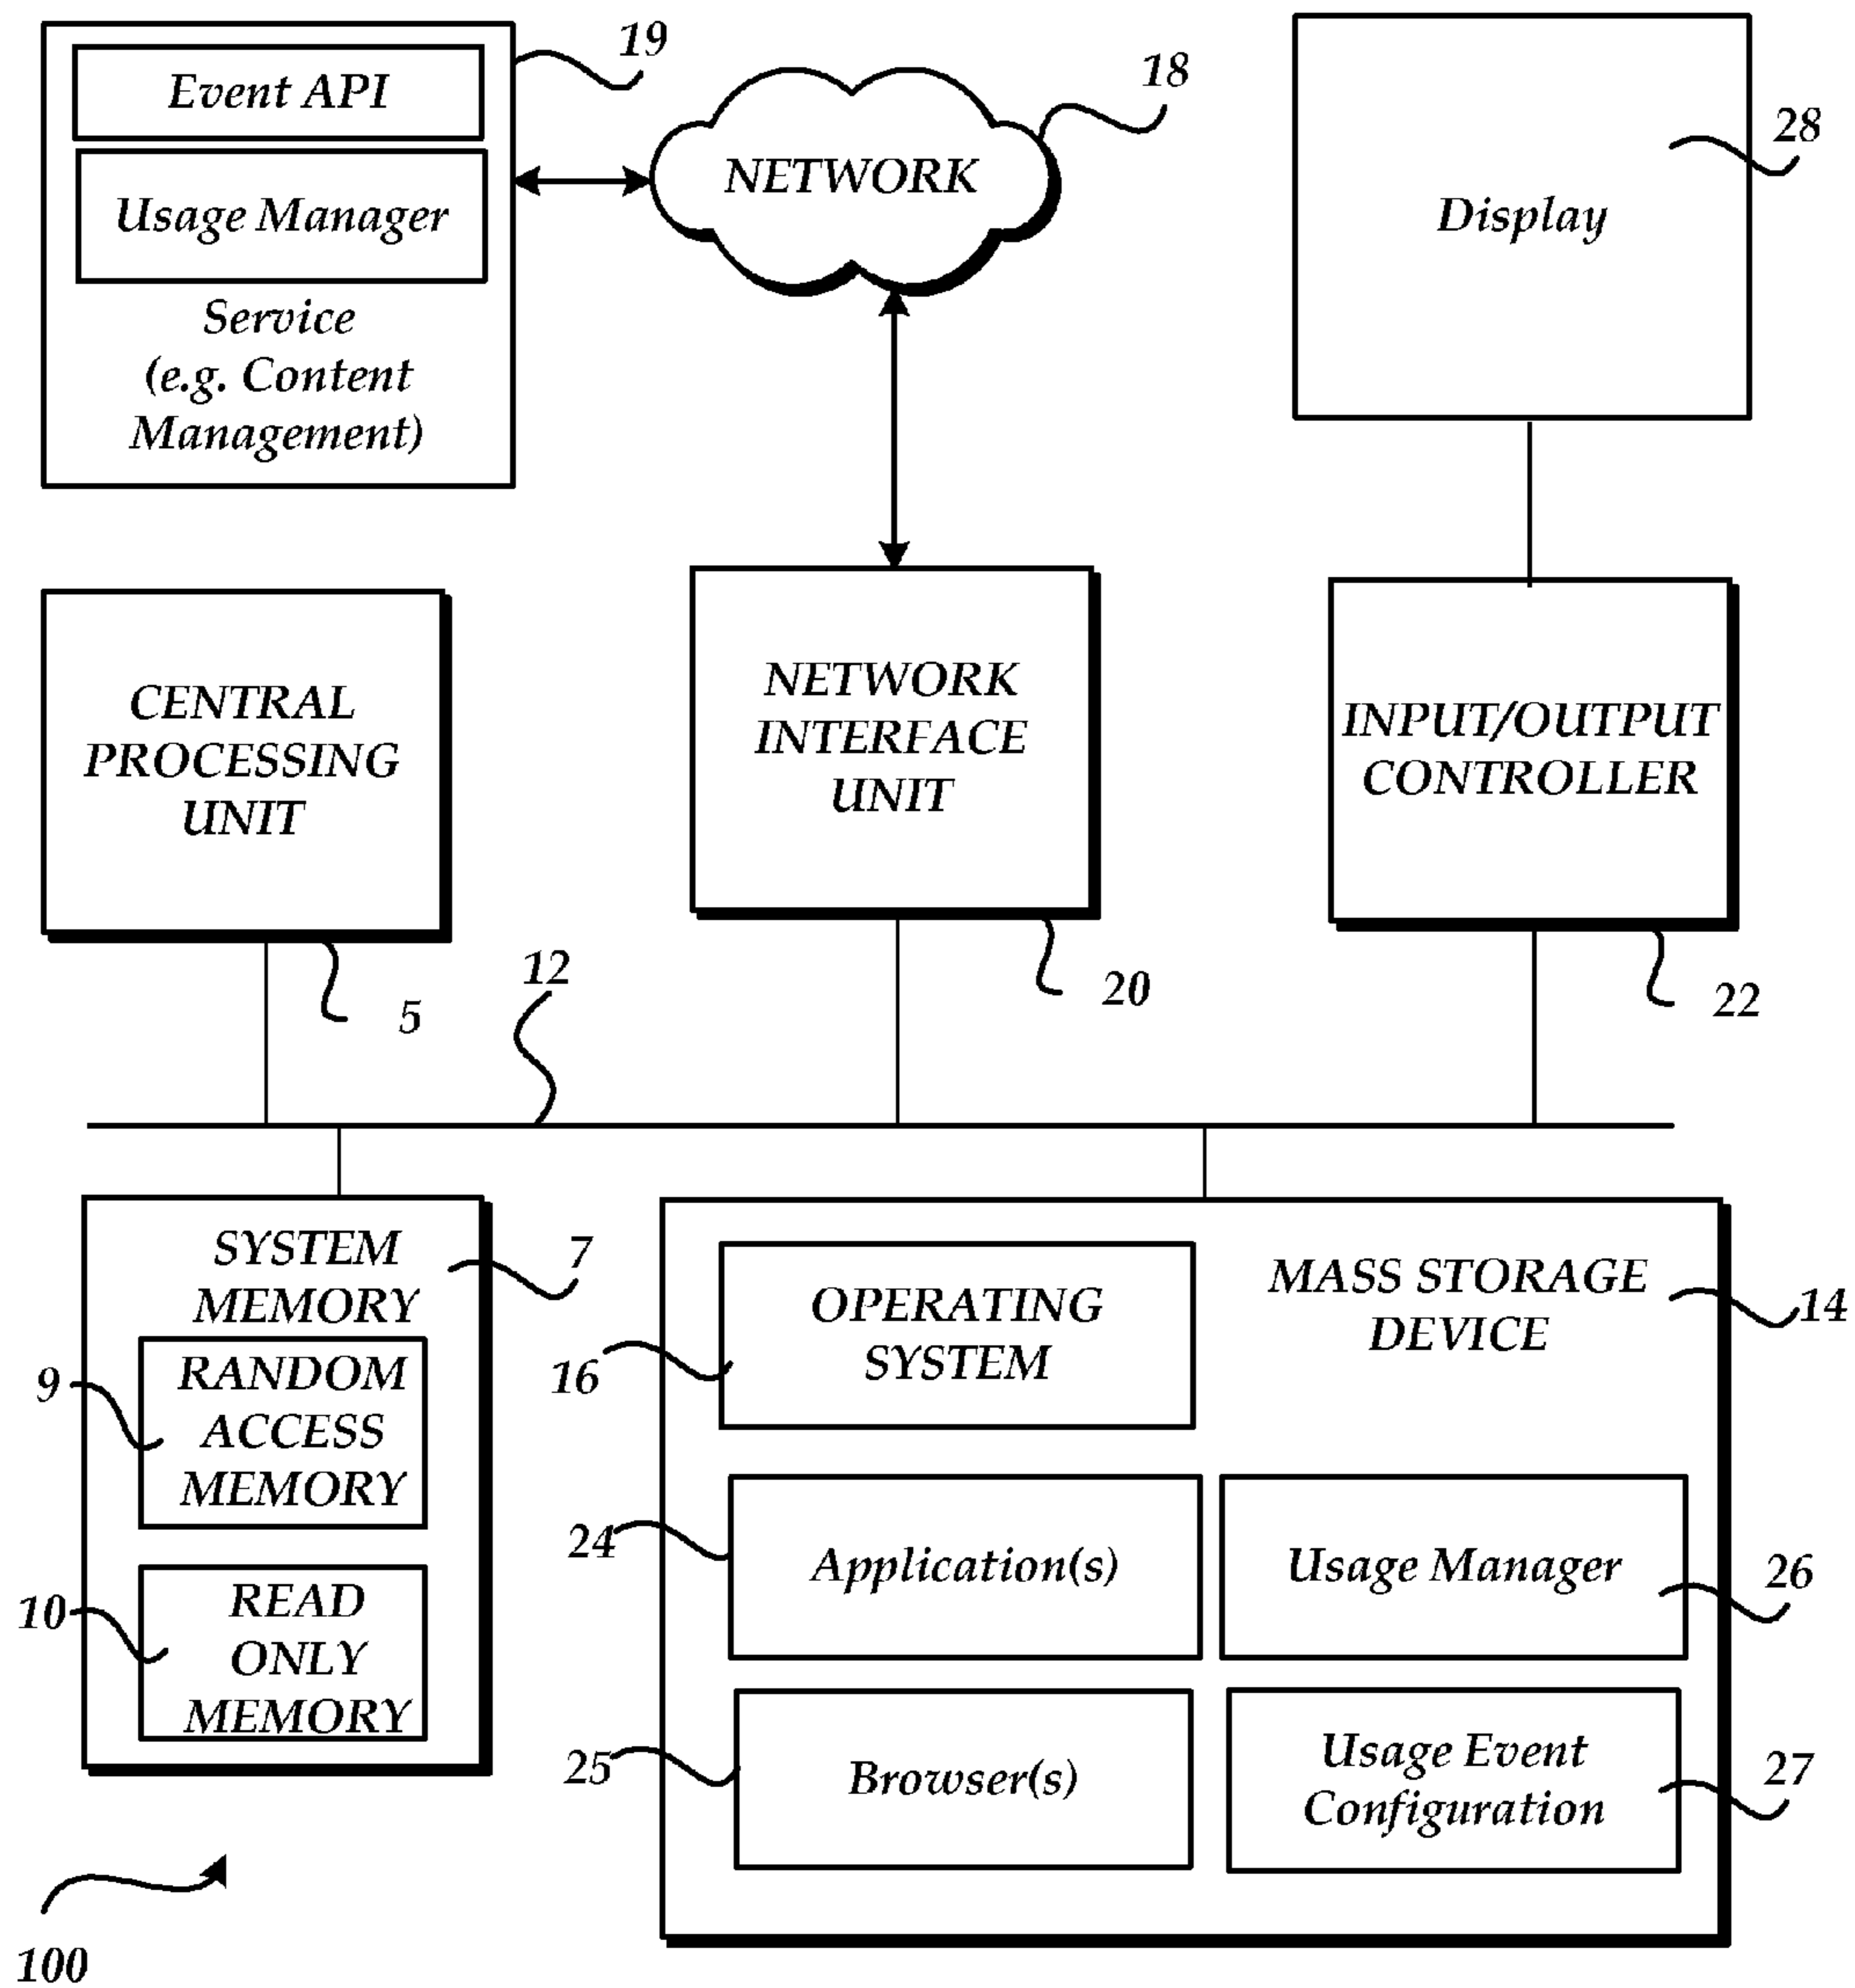 19
Event API
Usage Manager
Service
(e.g. Content
Management)
18
NETWORK
28
Display
CENTRAL
PROCESSING
UNIT
5
NETWORK
INTERFACE
UNIT
20
INPUT/OUTPUT
CONTROLLER
22
12
SYSTEM
MEMORY
7
RANDOM
ACCESS
MEMORY
9
READ
ONLY
MEMORY
10
MASS STORAGE
DEVICE
14
OPERATING
SYSTEM
16
24
Application(s)
Usage Manager
26
25
Browser(s)
Usage Event
Configuration
27
100